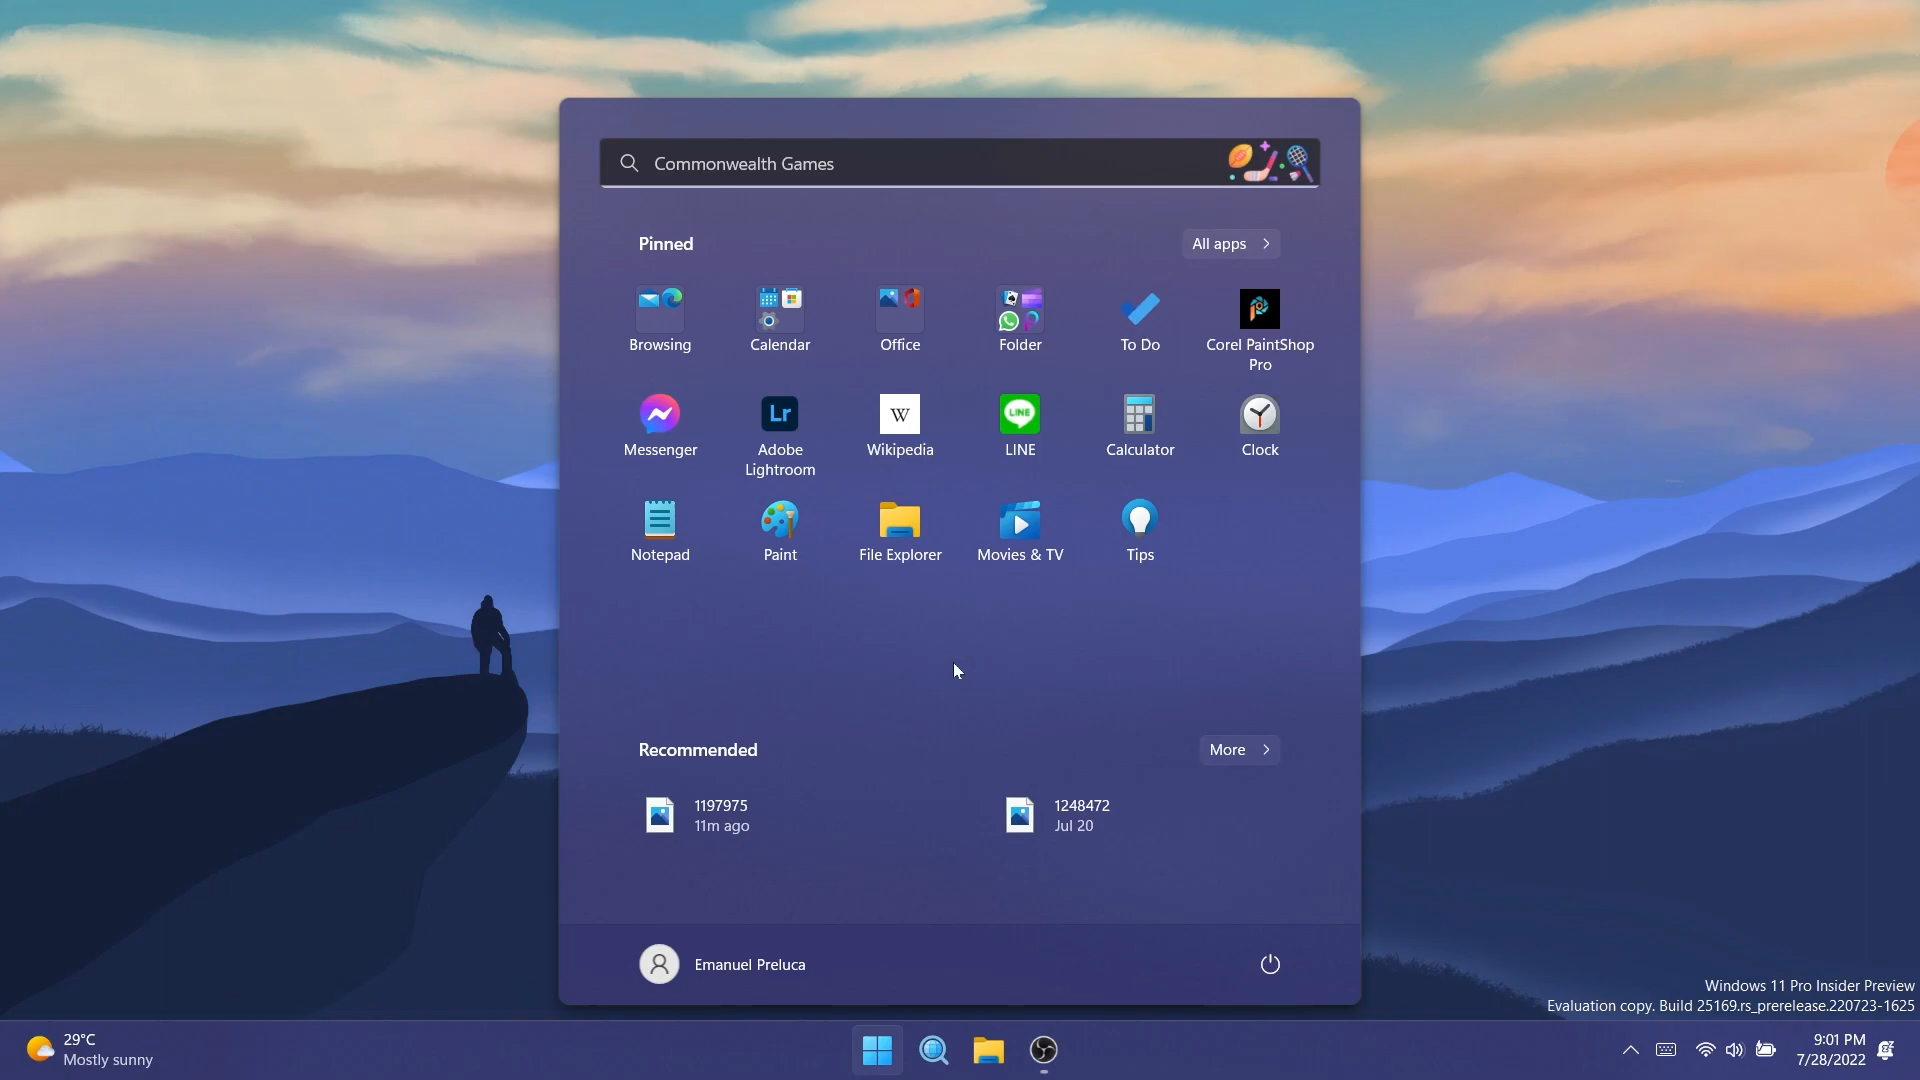 Commonwealth Games
Pinned
All apps
Browsing
Calendar
Office
Folder
To Do
Corel PaintShop
Pro
Messenger
Lr
Adobe
Lightroom
W
Wikipedia
LINE
LINE
Calculator
Clock
Notepad
Paint
File Explorer
Movies & TV
Tips
Recommended
More
1197975
11m ago
1248472
Jul 20
Emanuel Preluca
Windows 11 Pro Insider Preview
Evaluation copy. Build 25169.rs_prerelease.220723-1625
29°C
Mostly sunny
9:01 PM
7/28/2022